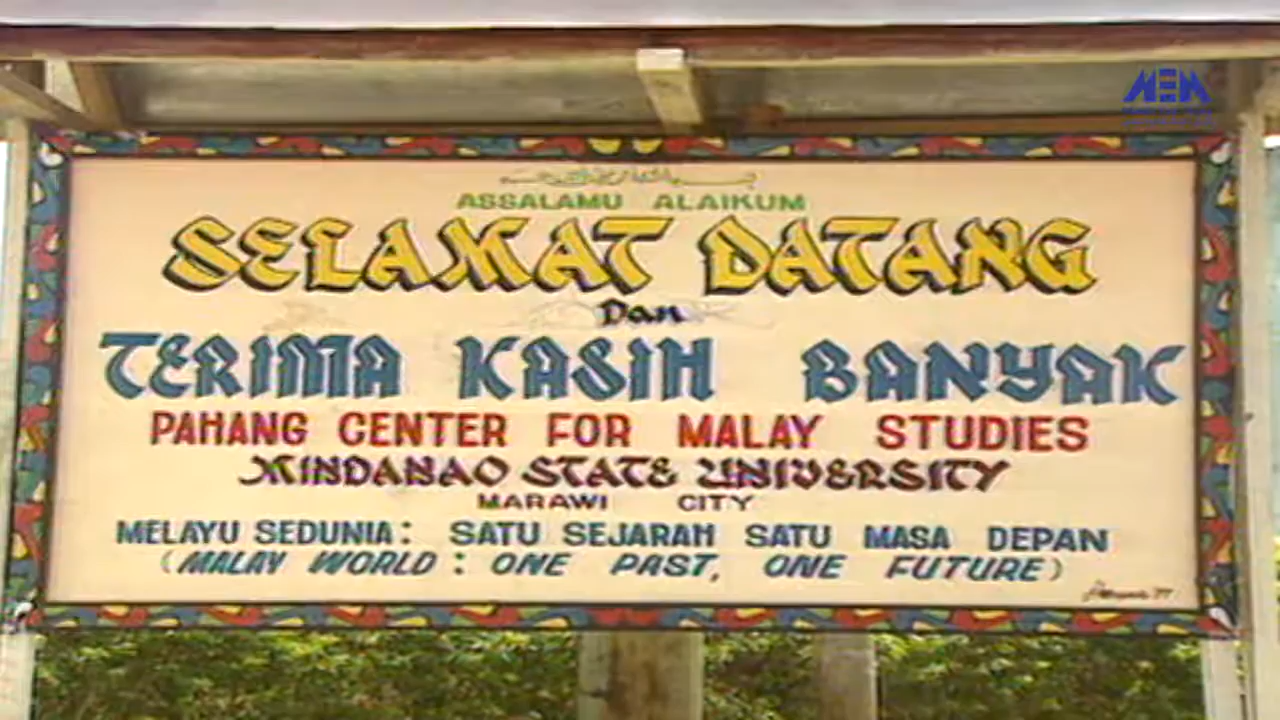 ASSALAMU ALAIKUM
SELAMAT DATANG
Dan
TERIMA KASIH BANYAK
PAHANG CENTER FOR MALAY STUDIES
MINDANAO STATE UNIVERSITY
MARAWI CITY
MELAYU SEDUNIA: SATU SEJARAH SATU MASA DEPAN
(MALAY WORLD: ONE PAST, ONE FUTURE)